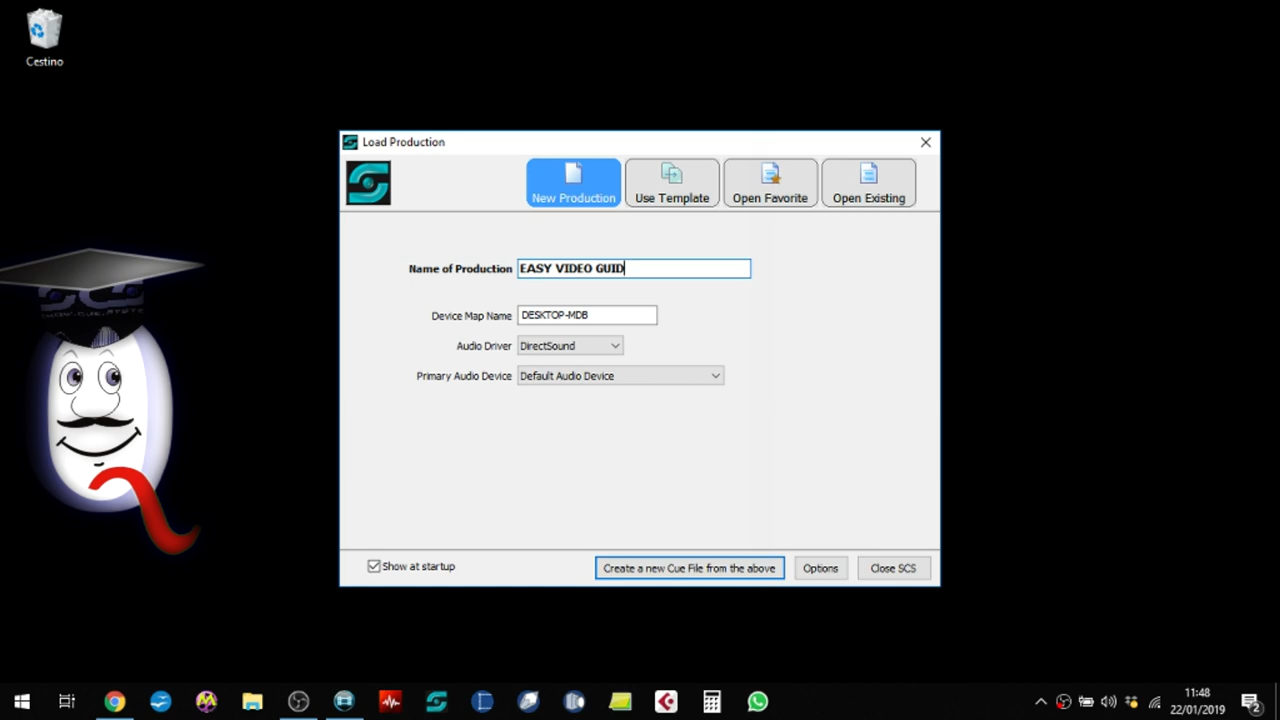 Cestino
Load Production
New Production
Use Template
Open Favorite
Open Existing
Name of Production EASY VIDEO GUID
Device Map Name DESKTOP-MDB
Audio Driver DirectSound
Primary Audio Device Default Audio Device
Show at startup
Create a new Cue File from the above
Options
Close SCS
11:48
22/01/2019
2